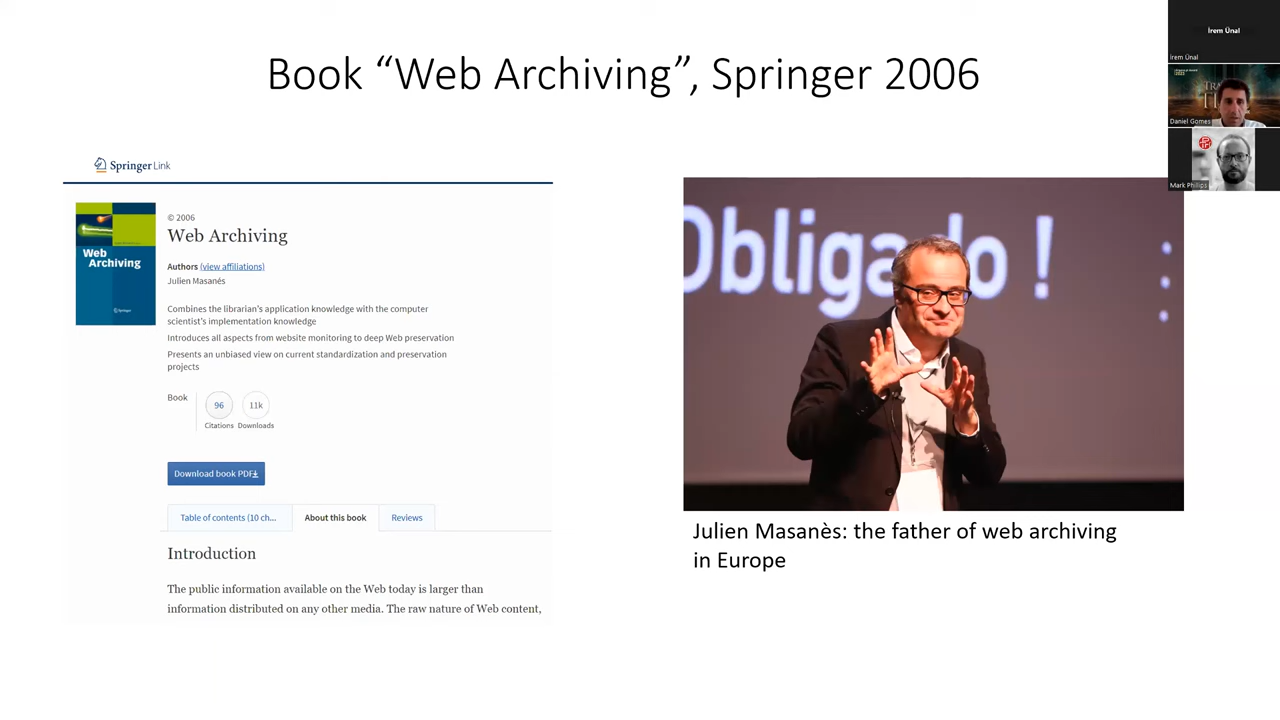 Book “Web Archiving”, Springer 2006
Springer Link
© 2006
Web Archiving
Authors (view affiliations)
Julien Masanés
Combines the librarian's application knowledge with the computer
scientist's implementation knowledge
Introduces all aspects from website monitoring to deep Web preservation
Presents an unbiased view on current standardization and preservation
projects
Web
Archiving
Springer
Book
96
11k
Citations
Downloads
Download book PDF
Table of contents (10 ch...
About this book
Reviews
Introduction
The public information available on the Web today is larger than
information distributed on any other media. The raw nature of Web content,
Obligado !
Julien Masanès: the father of web archiving
in Europe
İrem Ünal
İrem Ünal
Daniel Gomes
Mark Phillips